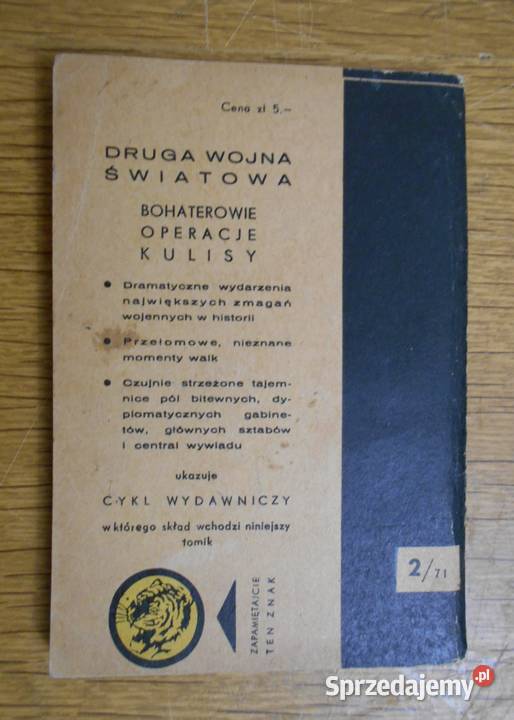 Cena zł 5.—
DRUGA WOJNA
ŚWIATOWA
BOHATEROWIE
OPERACJE
KULISY
● Dramatyczne wydarzenia
największych zmagań
wojennych w historii
● Przełomowe, nieznane
momenty walk
● Czujnie strzeżone tajem-
nice pól bitewnych, dy-
plomatycznych gabine-
tów, głównych sztabów
i central wywiadu
ukazuje
CYKL WYDAWNICZY
w którego skład wchodzi niniejszy
tomik
ZAPAMIĘTAJCIE
TEN ZNAK
2/71
Sprzedajemy.pl